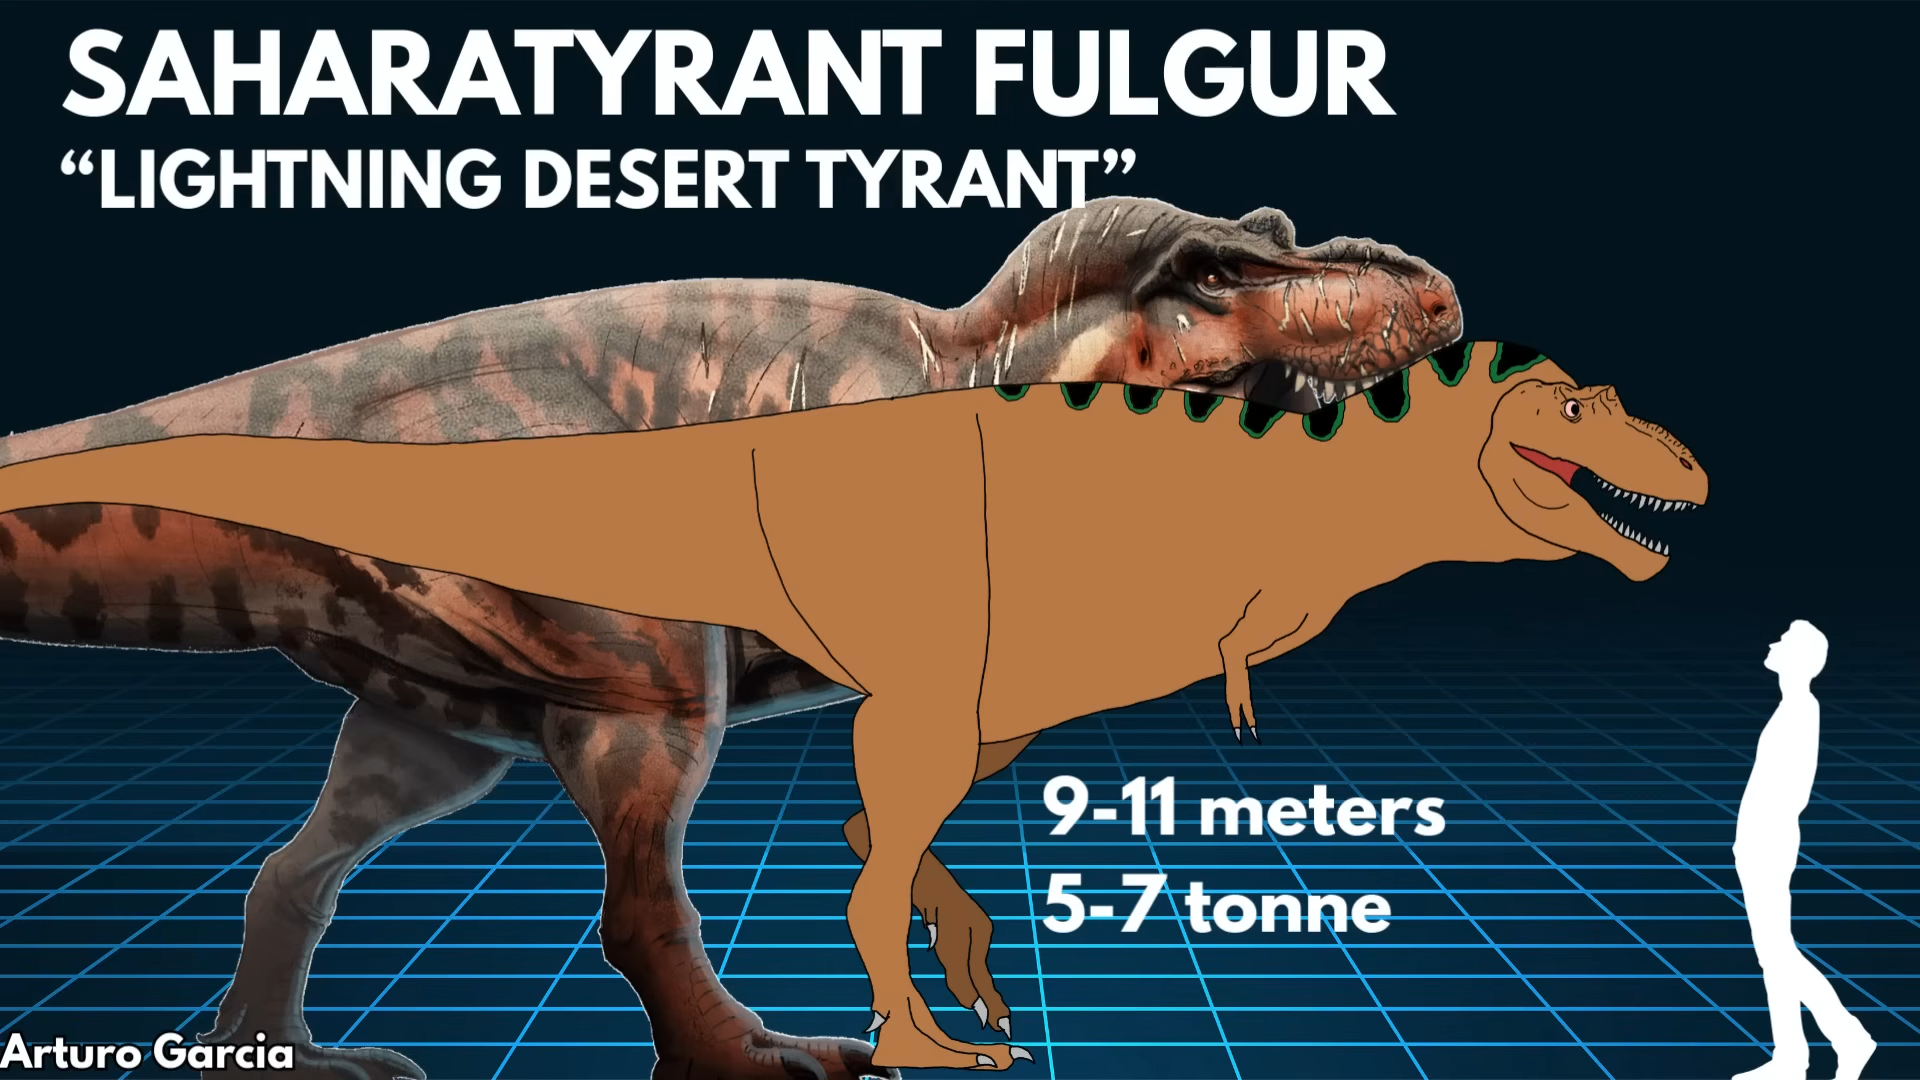 SAHARATYRANT FULGUR
“LIGHTNING DESERT TYRANT”
9-11 meters
5-7 tonne
Arturo Garcia